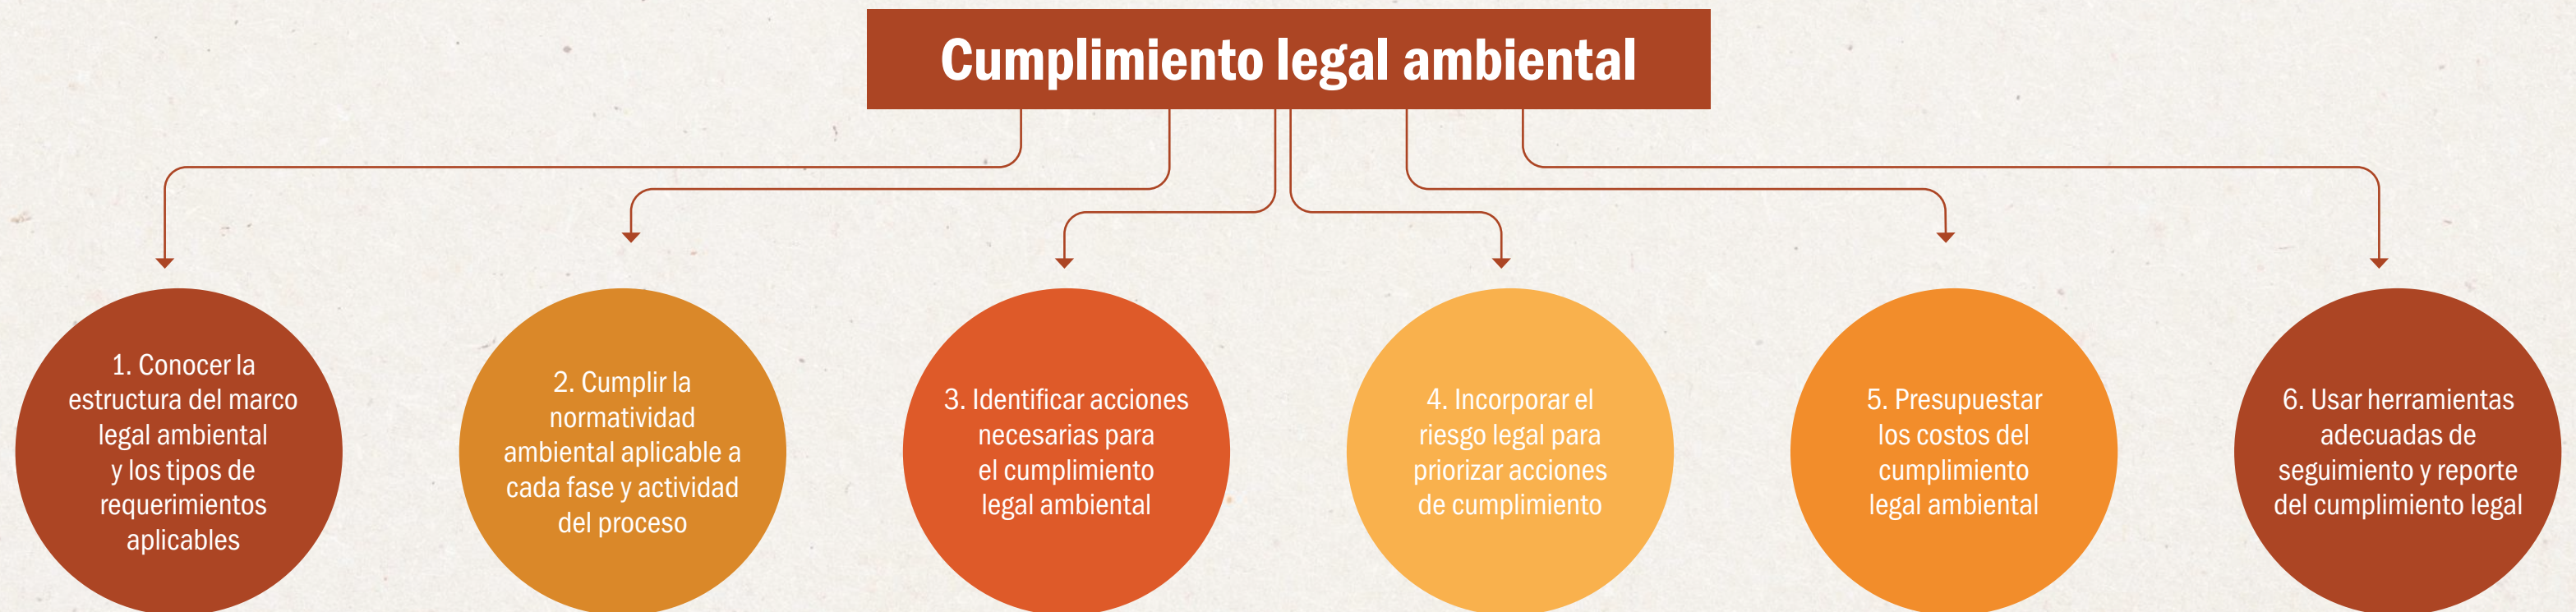 Cumplimiento legal ambiental
1. Conocer la
estructura del marco
legal ambiental
y los tipos de
requerimientos
aplicables
2. Cumplir la
normatividad
ambiental aplicable a
cada fase y actividad
del proceso
3. Identificar acciones
necesarias para
el cumplimiento
legal ambiental
4. Incorporar el
riesgo legal para
priorizar acciones
de cumplimiento
5. Presupuestar
los costos del
cumplimiento
legal ambiental
6. Usar herramientas
adecuadas de
seguimiento y reporte
del cumplimiento legal